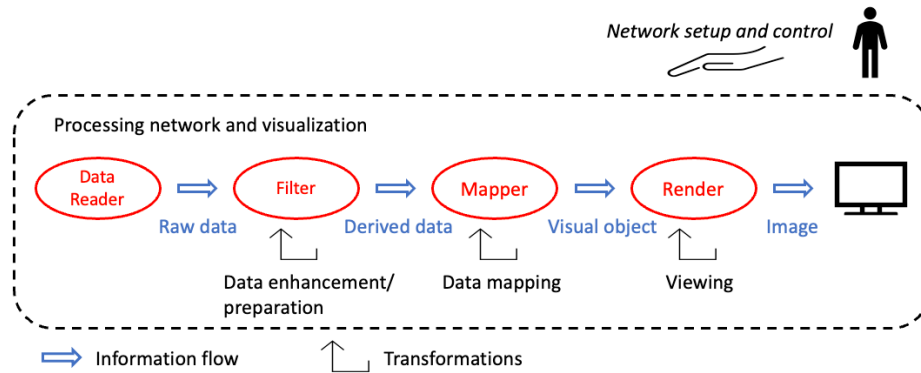 Network setup and control
Processing network and visualization
Data
Reader
Filter
Mapper
Render
Raw data
Derived data
Visual object
Image
Data enhancement/
preparation
Data mapping
Viewing
Information flow
Transformations